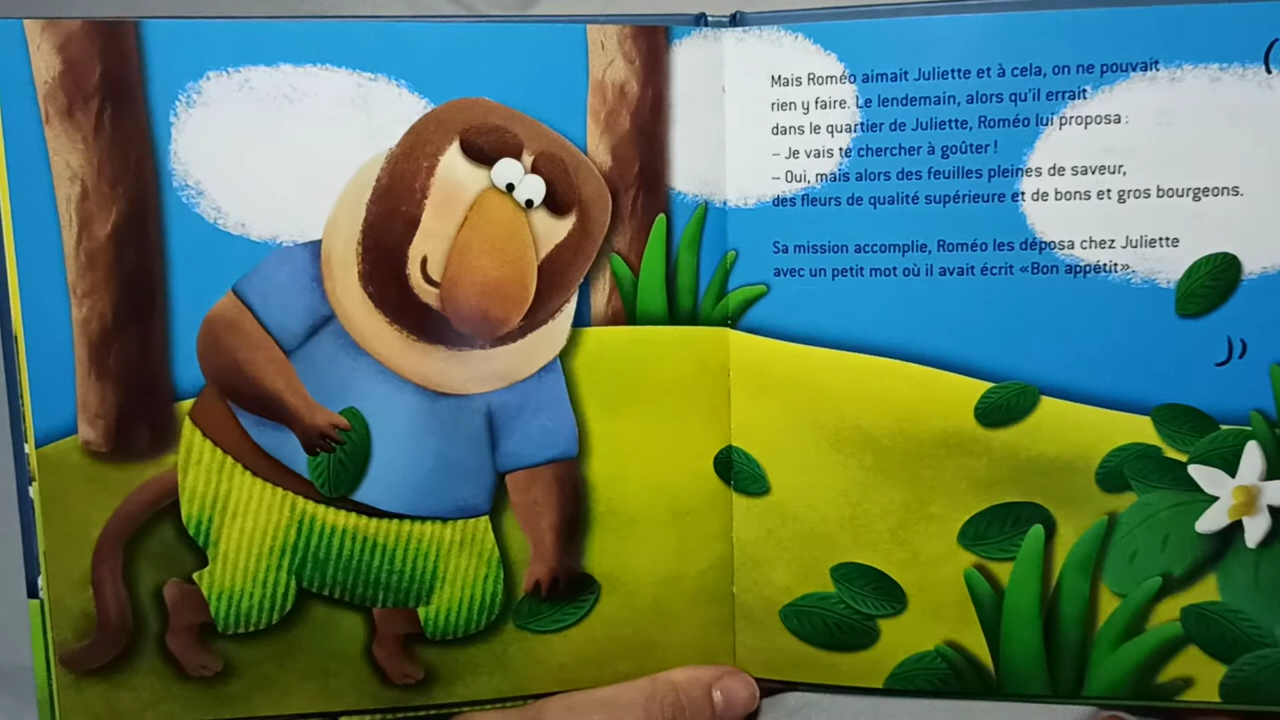 Mais Roméo aimait Juliette et à cela, on ne pouvait
rien y faire. Le lendemain, alors qu'il errait
dans le quartier de Juliette, Roméo lui proposa :
– Je vais te chercher à goûter !
– Oui, mais alors des feuilles pleines de saveur,
des fleurs de qualité supérieure et de bons et gros bourgeons.
Sa mission accomplie, Roméo les déposa chez Juliette
avec un petit mot où il avait écrit «Bon appétit».